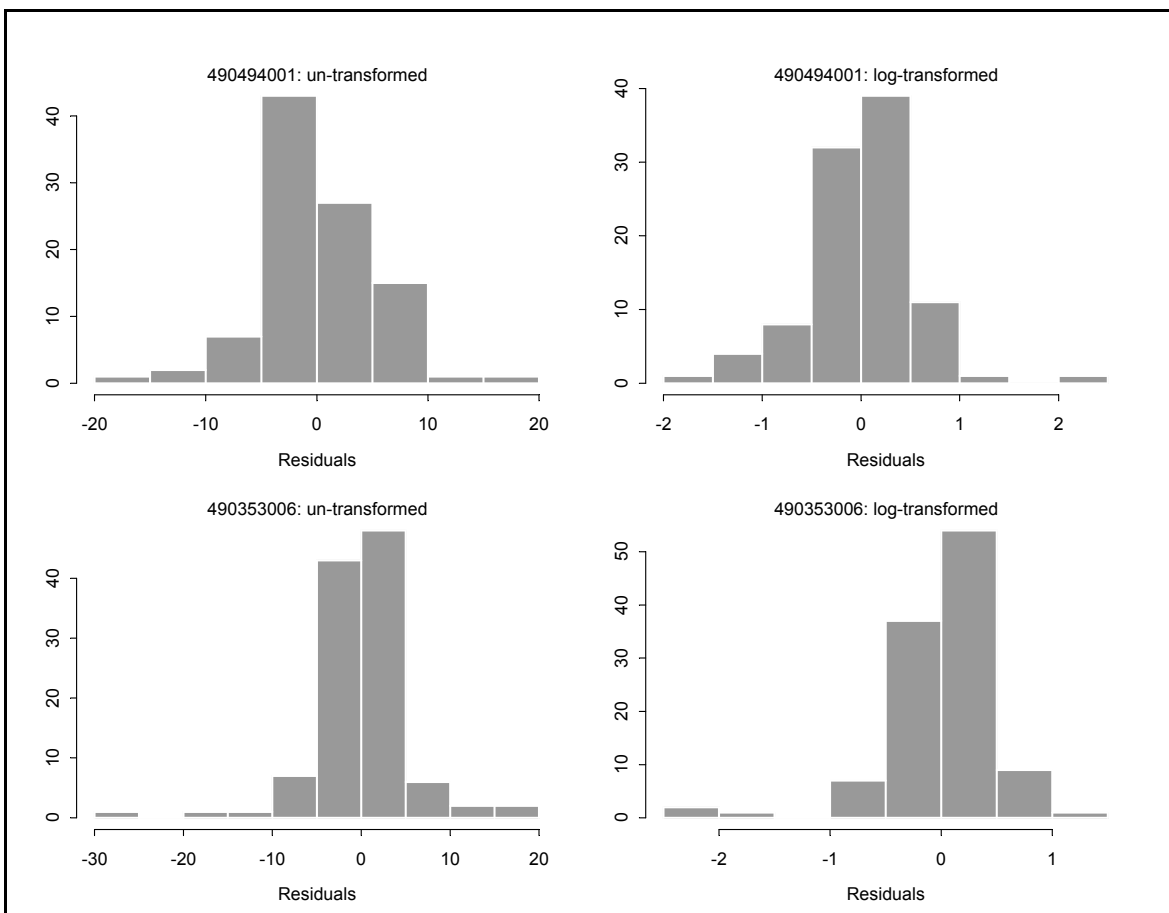 490494001: un-transformed
40
30
20
10
0
-20 -10 0 10 20
Residuals
490494001: log-transformed
40
30
20
10
0
-2 -1 0 1 2
Residuals
490353006: un-transformed
40
30
20
10
0
-30 -20 -10 0 10 20
Residuals
490353006: log-transformed
50
40
30
20
10
0
-2 -1 0 1
Residuals